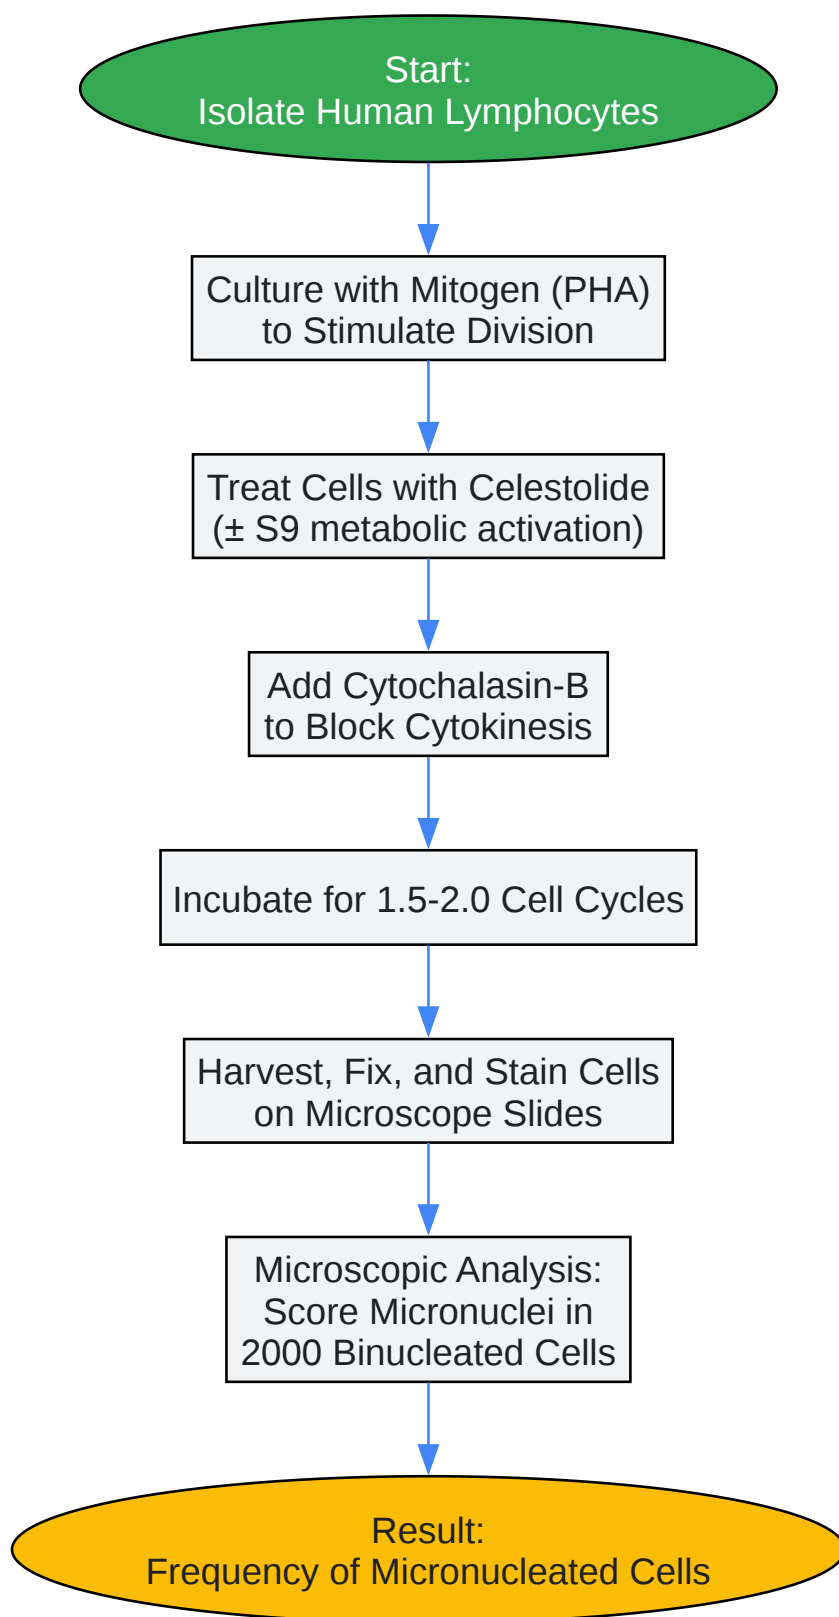 Start:
Isolate Human Lymphocytes
Culture with Mitogen (PHA)
to Stimulate Division
Treat Cells with Celestolide
(± S9 metabolic activation)
Add Cytochalasin-B
to Block Cytokinesis
Incubate for 1.5-2.0 Cell Cycles
Harvest, Fix, and Stain Cells
on Microscope Slides
Microscopic Analysis:
Score Micronuclei in
2000 Binucleated Cells
Result:
Frequency of Micronucleated Cells